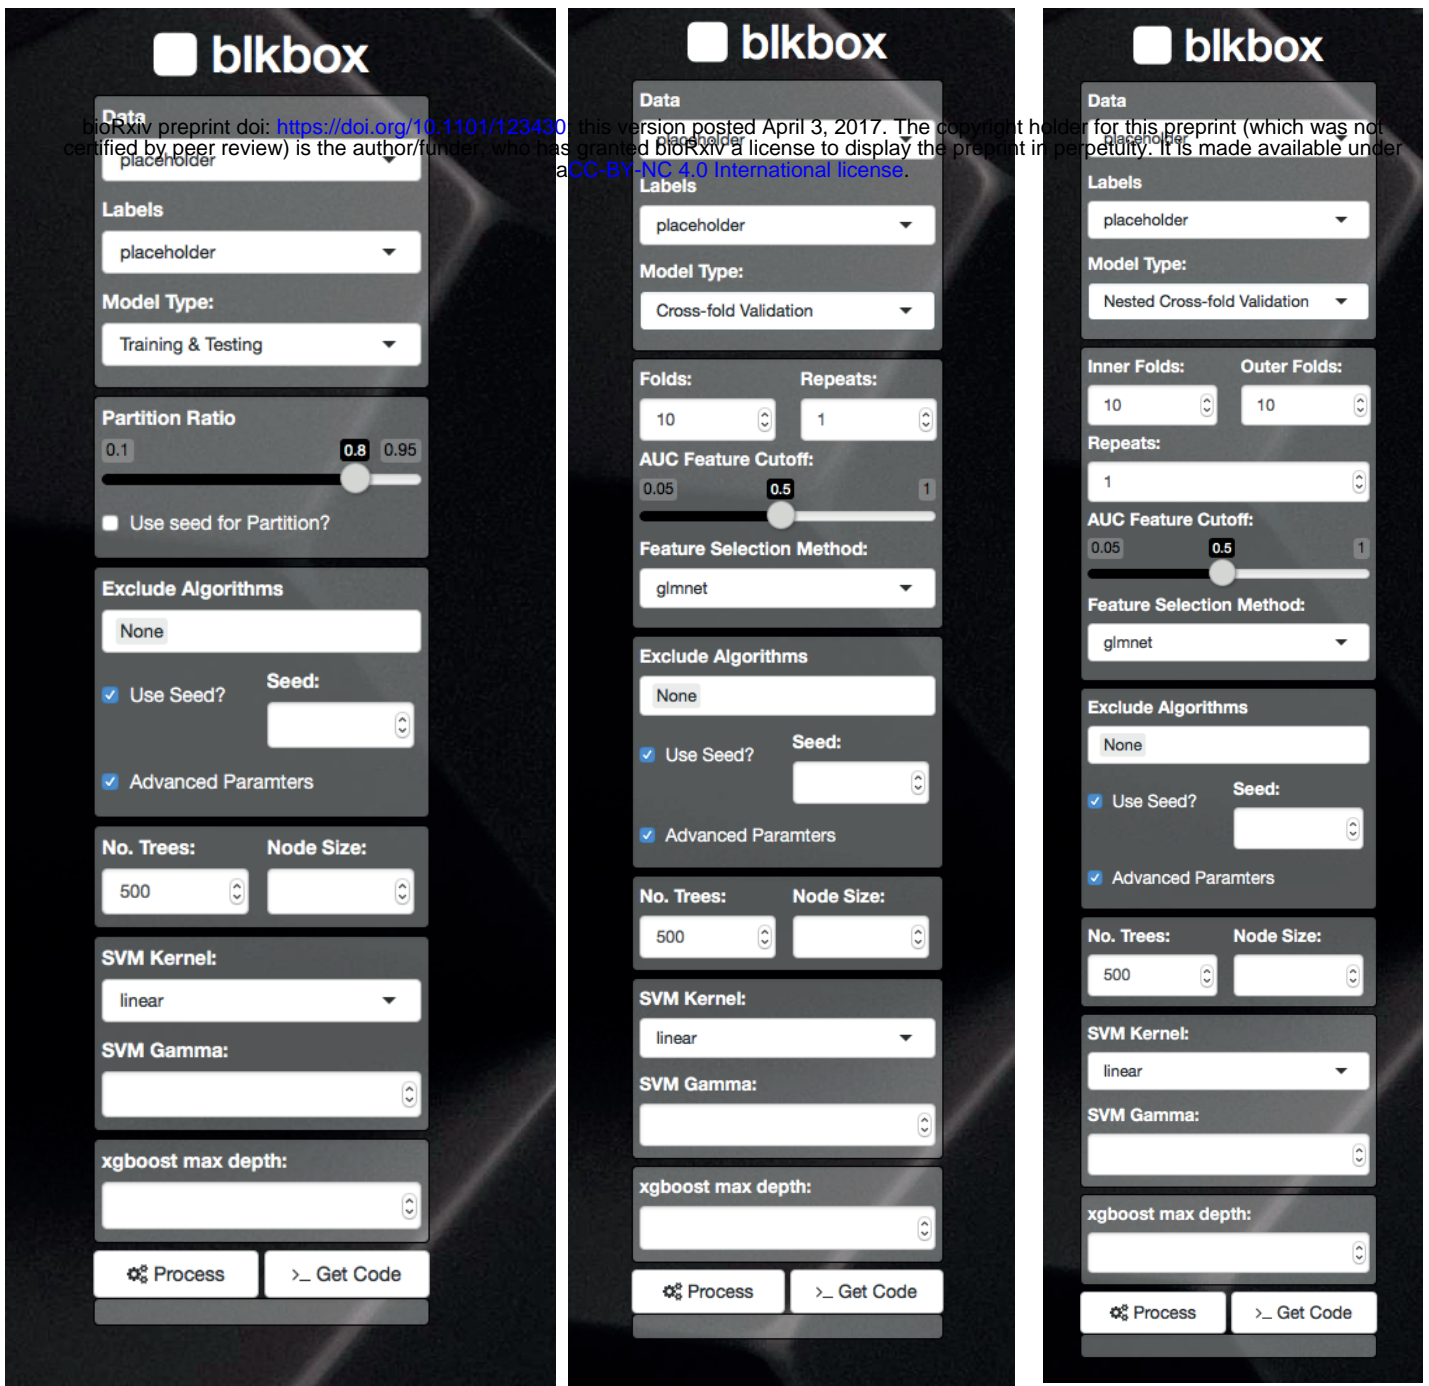 blkbox
Data
placeholder
Labels
placeholder
Model Type:
Training & Testing
Partition Ratio
0.1 0.8 0.95
Use seed for Partition?
Exclude Algorithms
None
Use Seed? Seed:
Advanced Paramters
No. Trees: Node Size:
500
SVM Kernel:
linear
SVM Gamma:
xgboost max depth:
Process >_ Get Code
blkbox
Data
placeholder
Labels
placeholder
Model Type:
Cross-fold Validation
Folds: Repeats:
10 1
AUC Feature Cutoff:
0.05 0.5 1
Feature Selection Method:
glmnet
Exclude Algorithms
None
Use Seed? Seed:
Advanced Paramters
No. Trees: Node Size:
500
SVM Kernel:
linear
SVM Gamma:
xgboost max depth:
Process >_ Get Code
blkbox
Data
placeholder
Labels
placeholder
Model Type:
Nested Cross-fold Validation
Inner Folds: Outer Folds:
10 10
Repeats:
1
AUC Feature Cutoff:
0.05 0.5 1
Feature Selection Method:
glmnet
Exclude Algorithms
None
Use Seed? Seed:
Advanced Paramters
No. Trees: Node Size:
500
SVM Kernel:
linear
SVM Gamma:
xgboost max depth:
Process >_ Get Code
bioRxiv preprint doi: https://doi.org/10.1101/123430; this version posted April 3, 2017. The copyright holder for this preprint (which was not
certified by peer review) is the author/funder, who has granted bioRxiv a license to display the preprint in perpetuity. It is made available under
aCC-BY-NC 4.0 International license.